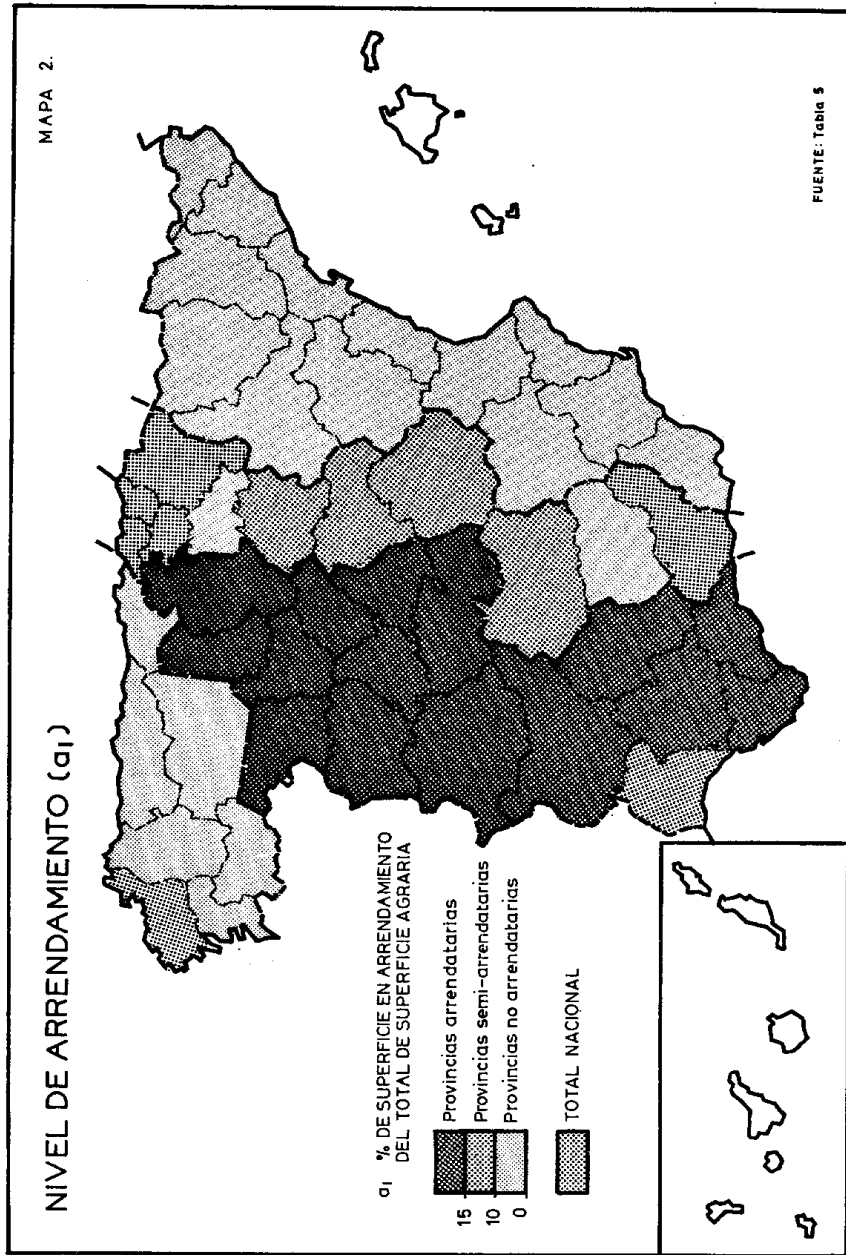 MAPA 2.
NIVEL DE ARRENDAMIENTO (a₁)
a₁ % DE SUPERFICIE EN ARRENDAMIENTO
DEL TOTAL DE SUPERFICIE AGRARIA
Provincias arrendatarias
15
Provincias semi-arrendatarias
10
Provincias no arrendatarias
0
TOTAL NACIONAL
FUENTE: Tabla 5